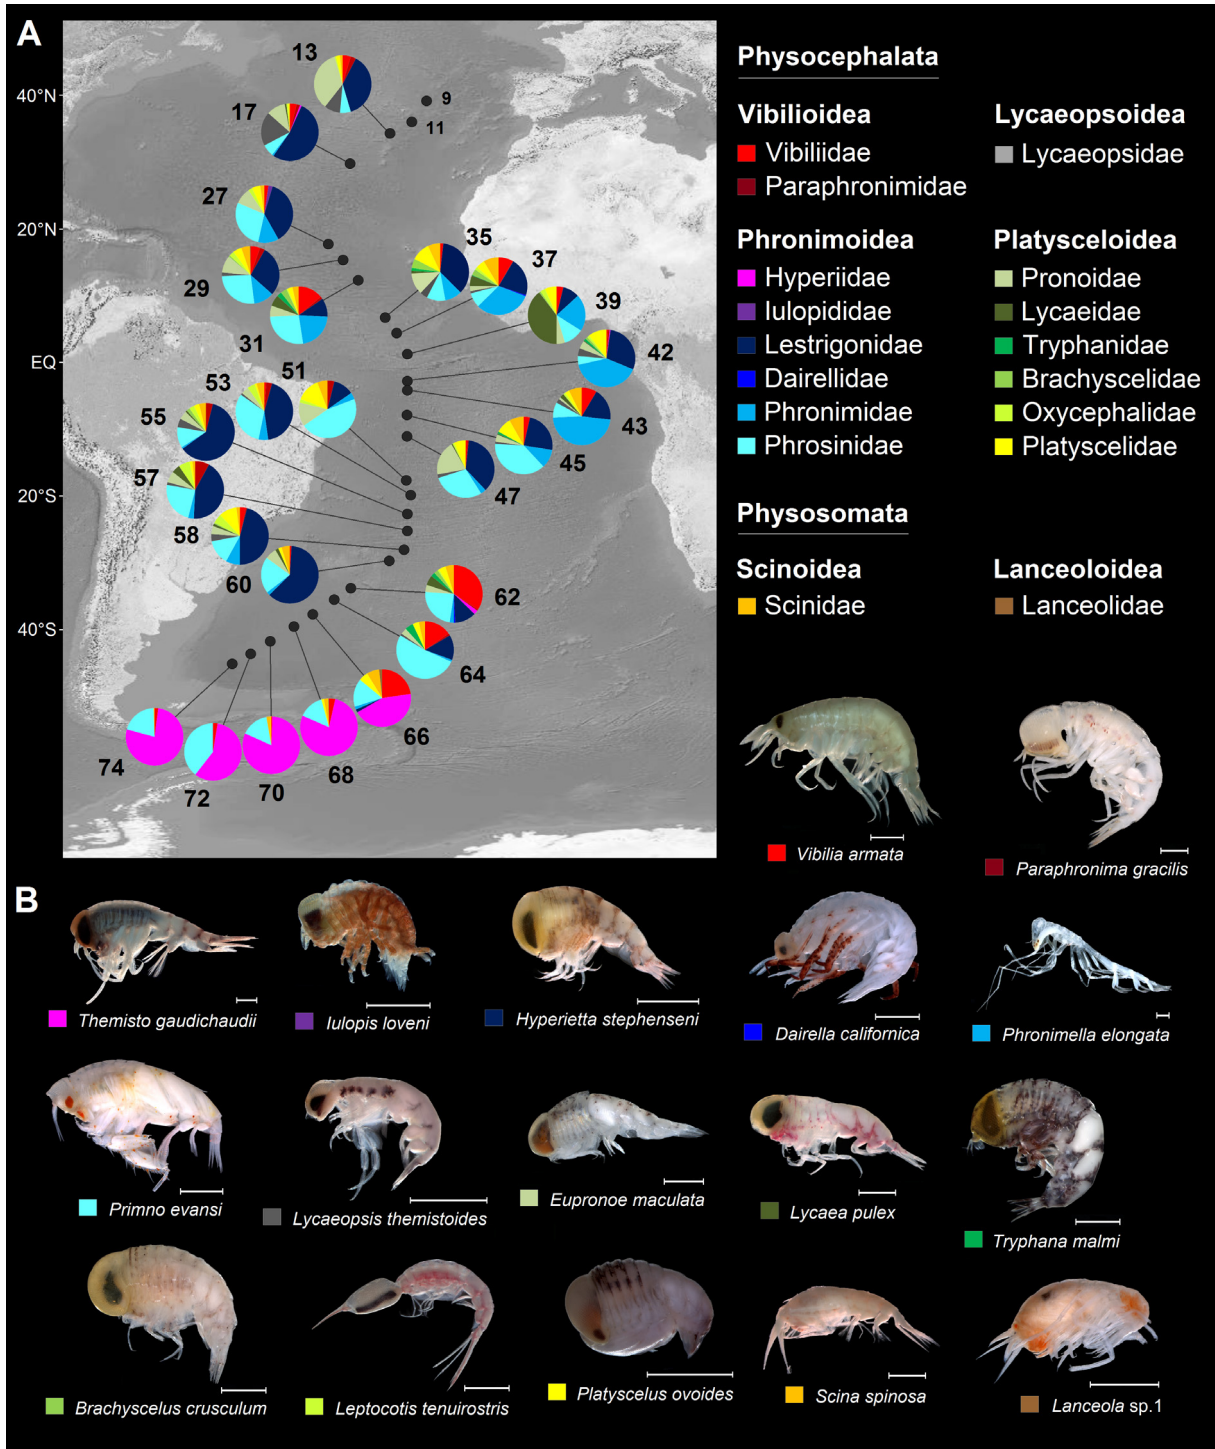 A
40°N
20°N
EQ
20°S
40°S
13
9
11
17
27
35
37
29
39
31
42
51
53
55
43
45
57
47
58
60
62
64
66
68
74
70
72
Physocephalata
Vibilioidea
Vibiliidae
Paraphronimidae
Lycaeopsoidea
Lycaeopsidae
Phronimoidea
Hyperiidae
Iulopididae
Lestrigonidae
Dairellidae
Phronimidae
Phrosinidae
Platysceloidea
Pronoidae
Lycaeidae
Tryphanidae
Brachyscelidae
Oxycephalidae
Platyscelidae
Physosomata
Scinoidea
Scinidae
Lanceoloidea
Lanceolidae
Vibilia armata
Paraphronima gracilis
B
Themisto gaudichaudii
Iulopis loveni
Hyperietta stephenseni
Dairella californica
Phronimella elongata
Primno evansi
Lycaeopsis themistoides
Eupronoe maculata
Lycaea pulex
Tryphana malmi
Brachyscelus crusculum
Leptocotis tenuirostris
Platyscelus ovoides
Scina spinosa
Lanceola sp.1